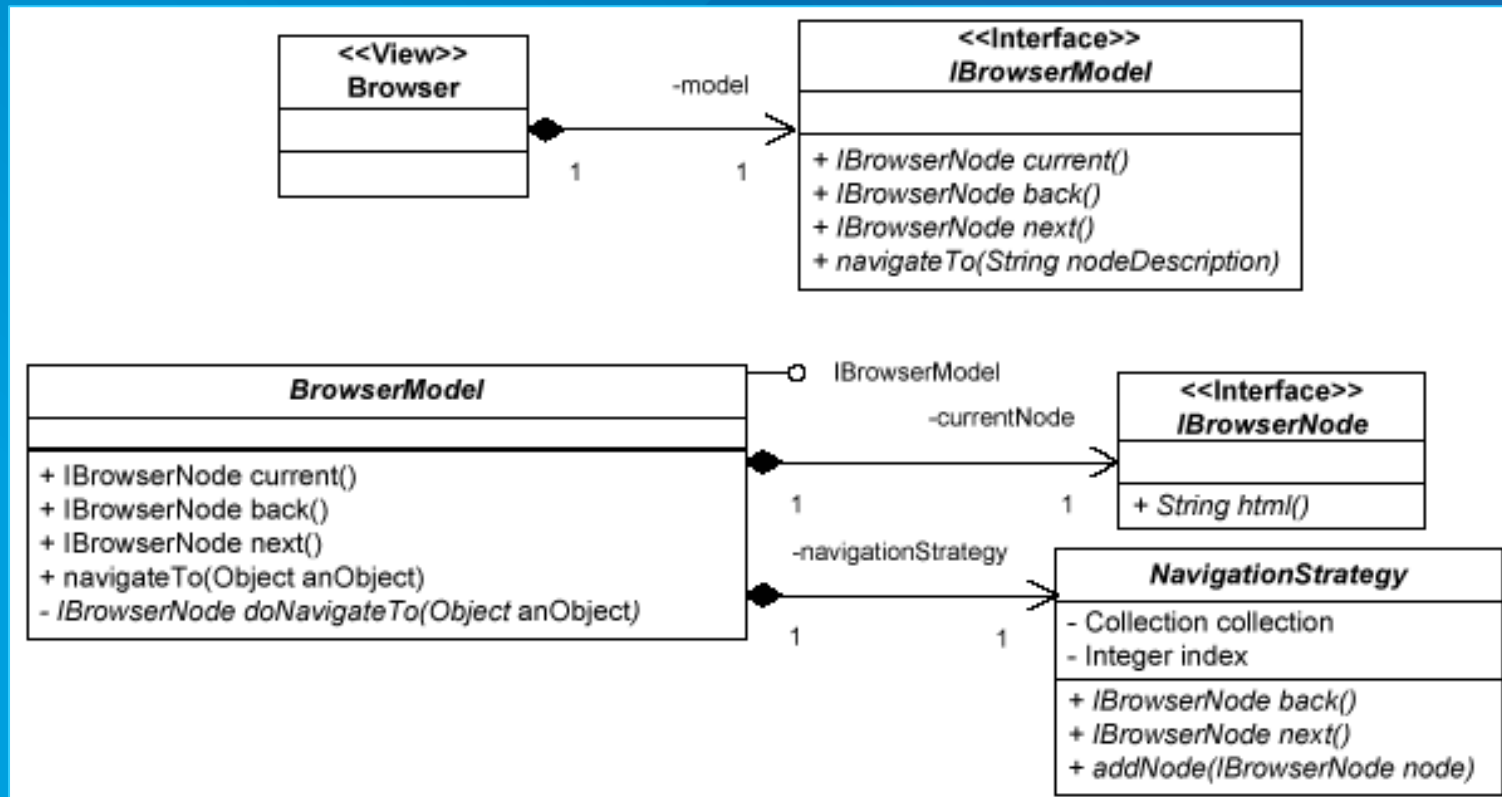 <<View>>
Browser
-model
1
1
<<Interface>>
IBrowserModel
+ IBrowserNode current()
+ IBrowserNode back()
+ IBrowserNode next()
+ navigateTo(String nodeDescription)
BrowserModel
+ IBrowserNode current()
+ IBrowserNode back()
+ IBrowserNode next()
+ navigateTo(Object anObject)
- IBrowserNode doNavigateTo(Object anObject)
IBrowserModel
-currentNode
1
1
<<Interface>>
IBrowserNode
+ String html()
-navigationStrategy
1
1
NavigationStrategy
- Collection collection
- Integer index
+ IBrowserNode back()
+ IBrowserNode next()
+ addNode(IBrowserNode node)